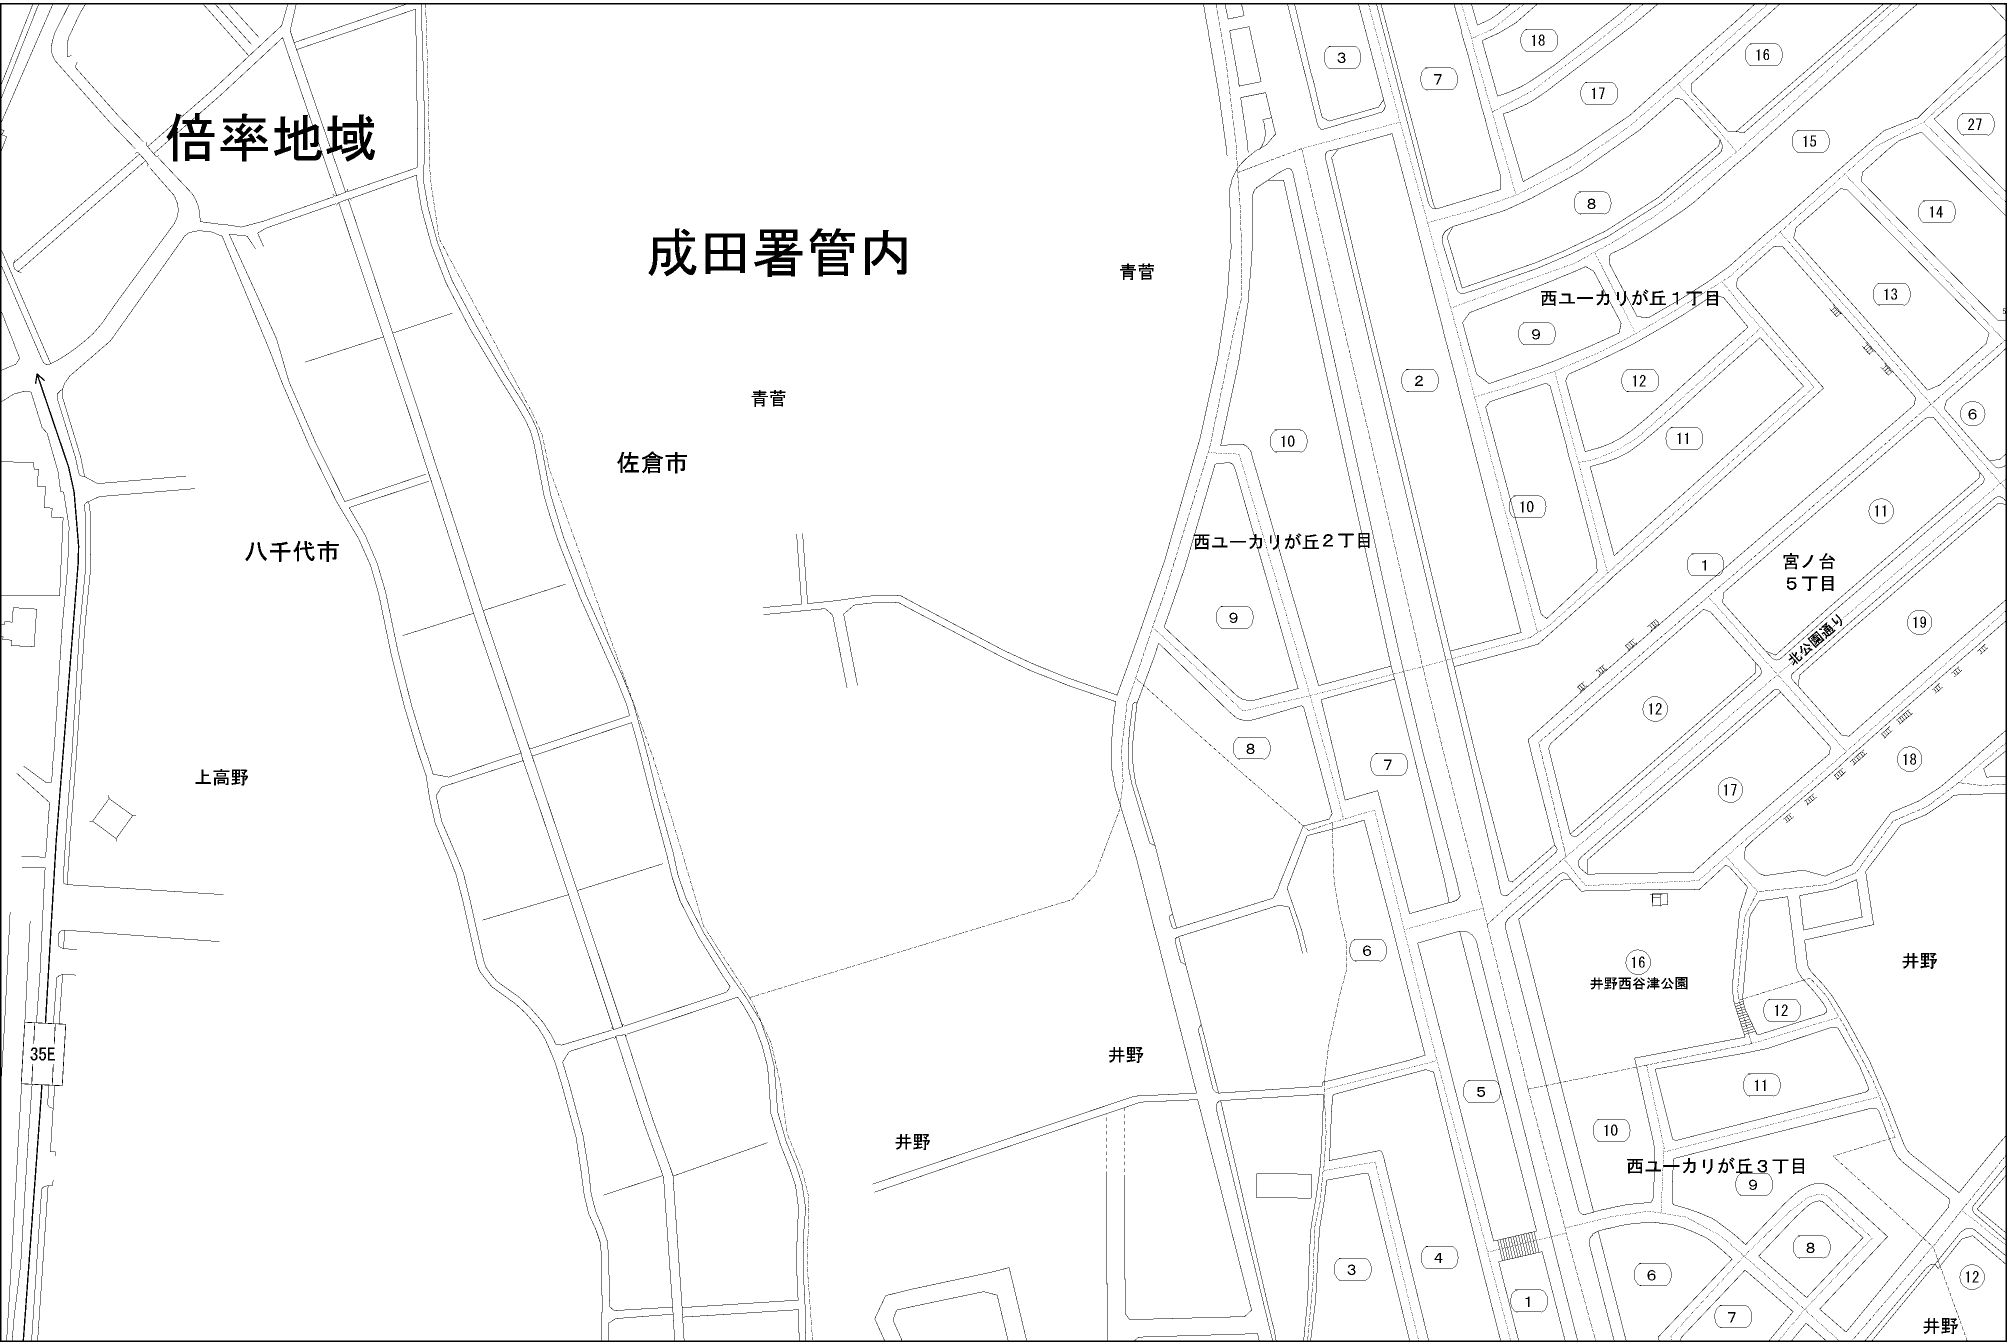 3
7
18
17
16
27
倍率地域
15
14
8
成田署管内
青菅
西ユーカリが丘1丁目
13
9
2
12
青菅
6
11
10
佐倉市
10
11
西ユーカリが丘2丁目
八千代市
1
宮ノ台
5丁目
9
19
北公園通り
12
8
7
18
上高野
17
6
井野
16
井野西谷津公園
12
35E
井野
5
11
10
井野
西ユーカリが丘3丁目
9
8
4
3
6
12
1
7
井野